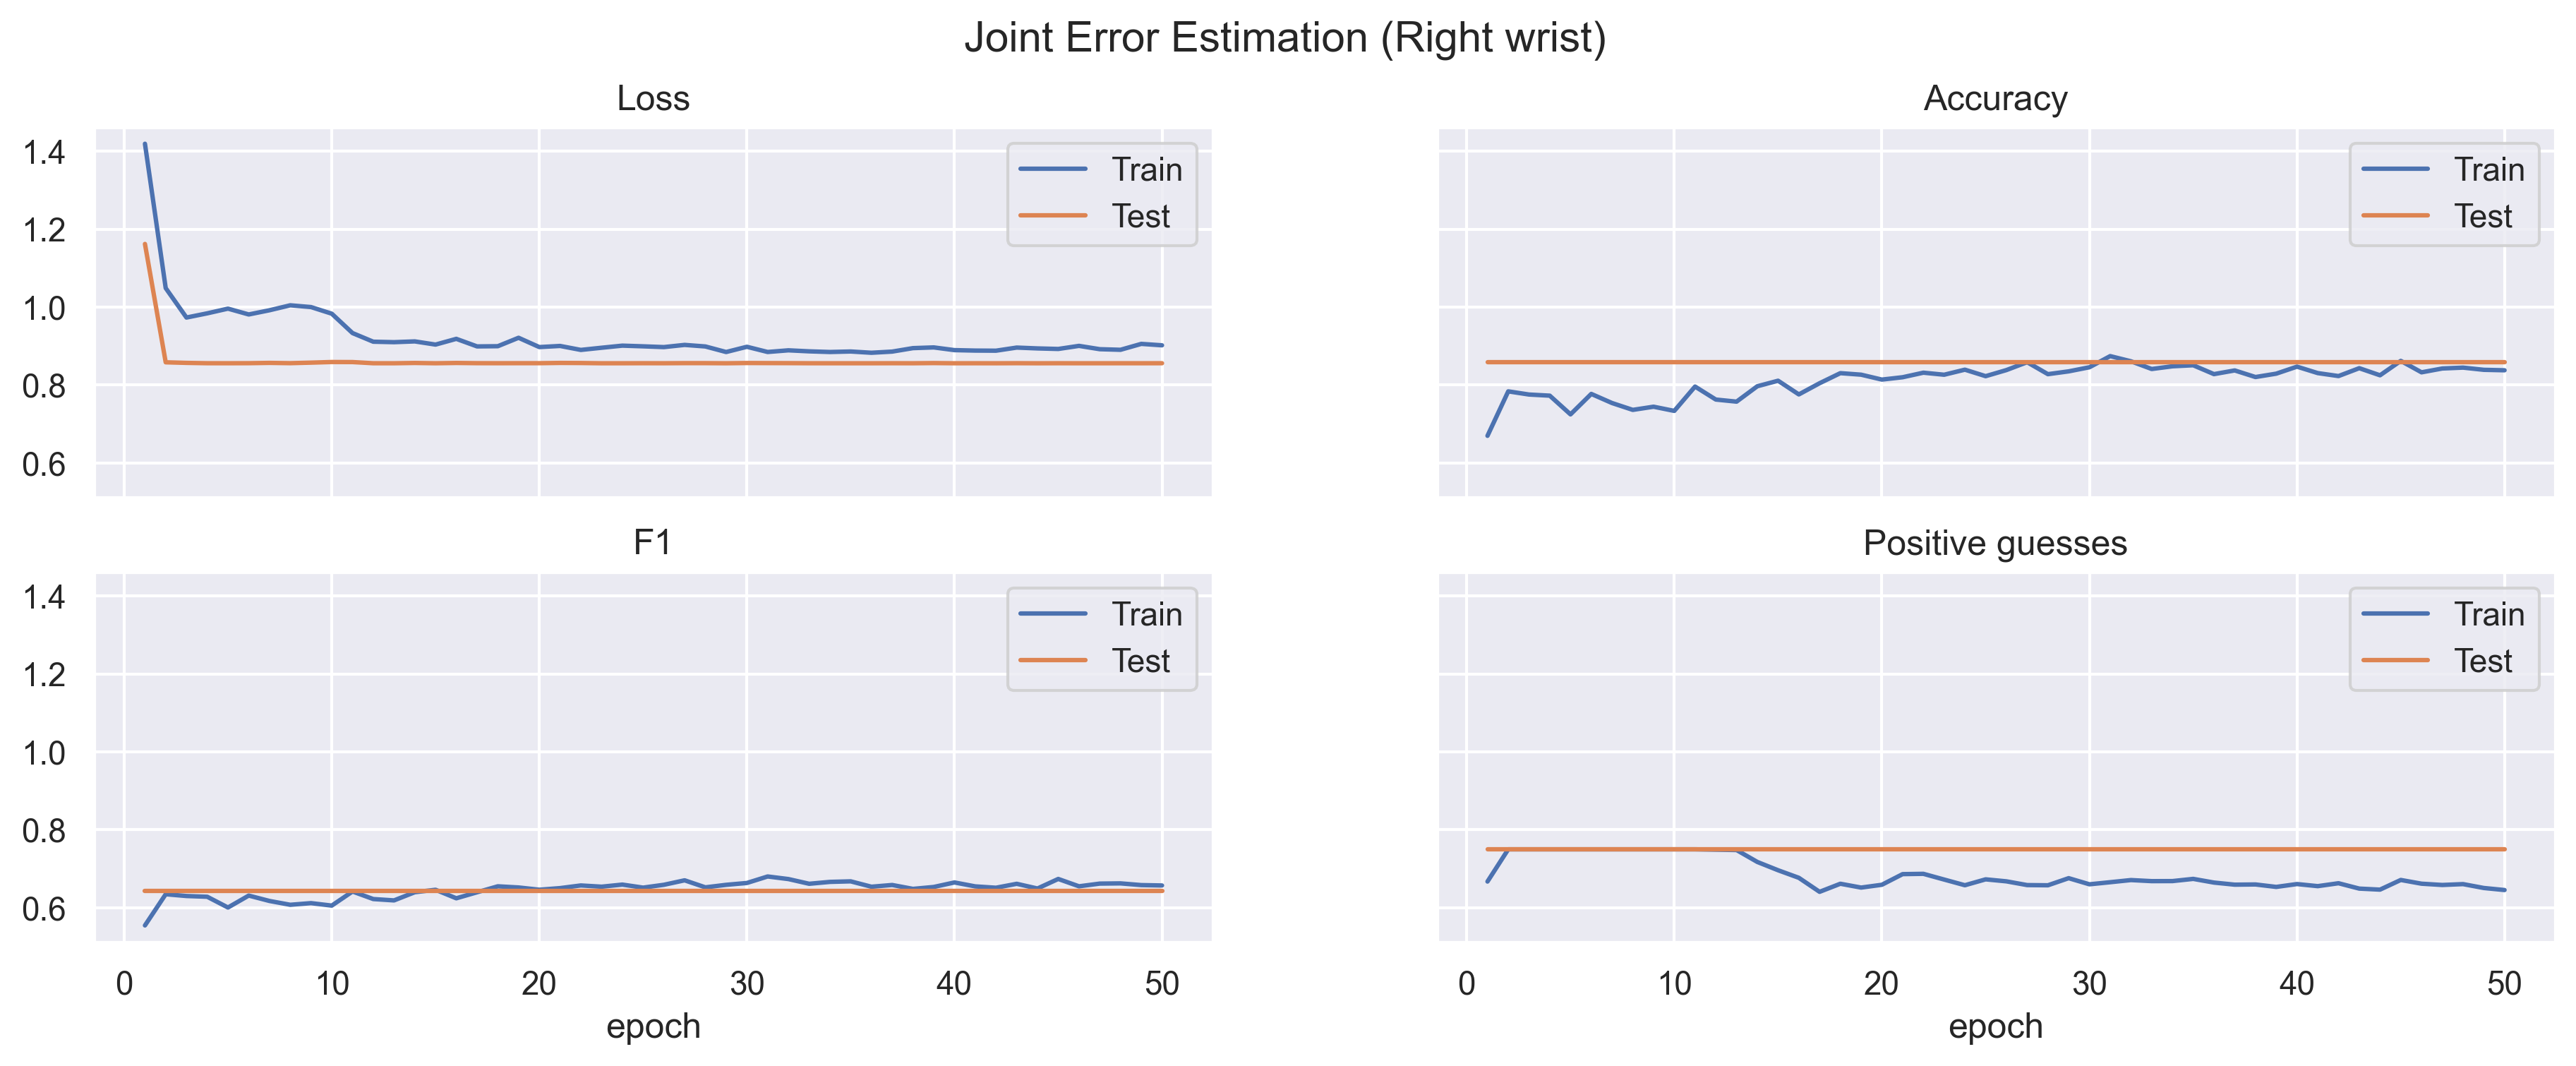 Joint Error Estimation (Right wrist)
Loss
Accuracy
1.4
1.2
1.0
0.8
0.6
Train
Test
Train
Test
F1
Positive guesses
1.4
1.2
1.0
0.8
0.6
Train
Test
Train
Test
0 10 20 30 40 50
0 10 20 30 40 50
epoch
epoch